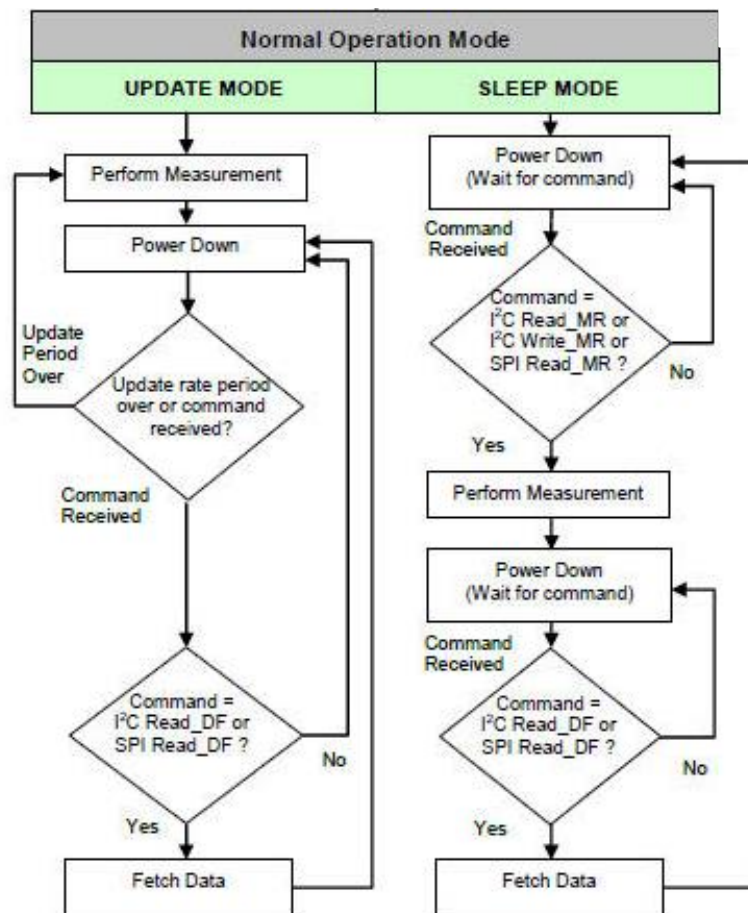 Normal Operation Mode
UPDATE MODE
SLEEP MODE
Perform Measurement
Power Down
Update
Period
Over
Update rate period
over or command
received?
Command
Received
Command =
I²C Read_DF or
SPI Read_DF ?
No
Yes
Fetch Data
Power Down
(Wait for command)
Command
Received
Command =
I²C Read_MR or
I²C Write_MR or
SPI Read_MR ?
No
Yes
Perform Measurement
Power Down
(Wait for command)
Command
Received
Command =
I²C Read_DF or
SPI Read_DF ?
No
Yes
Fetch Data